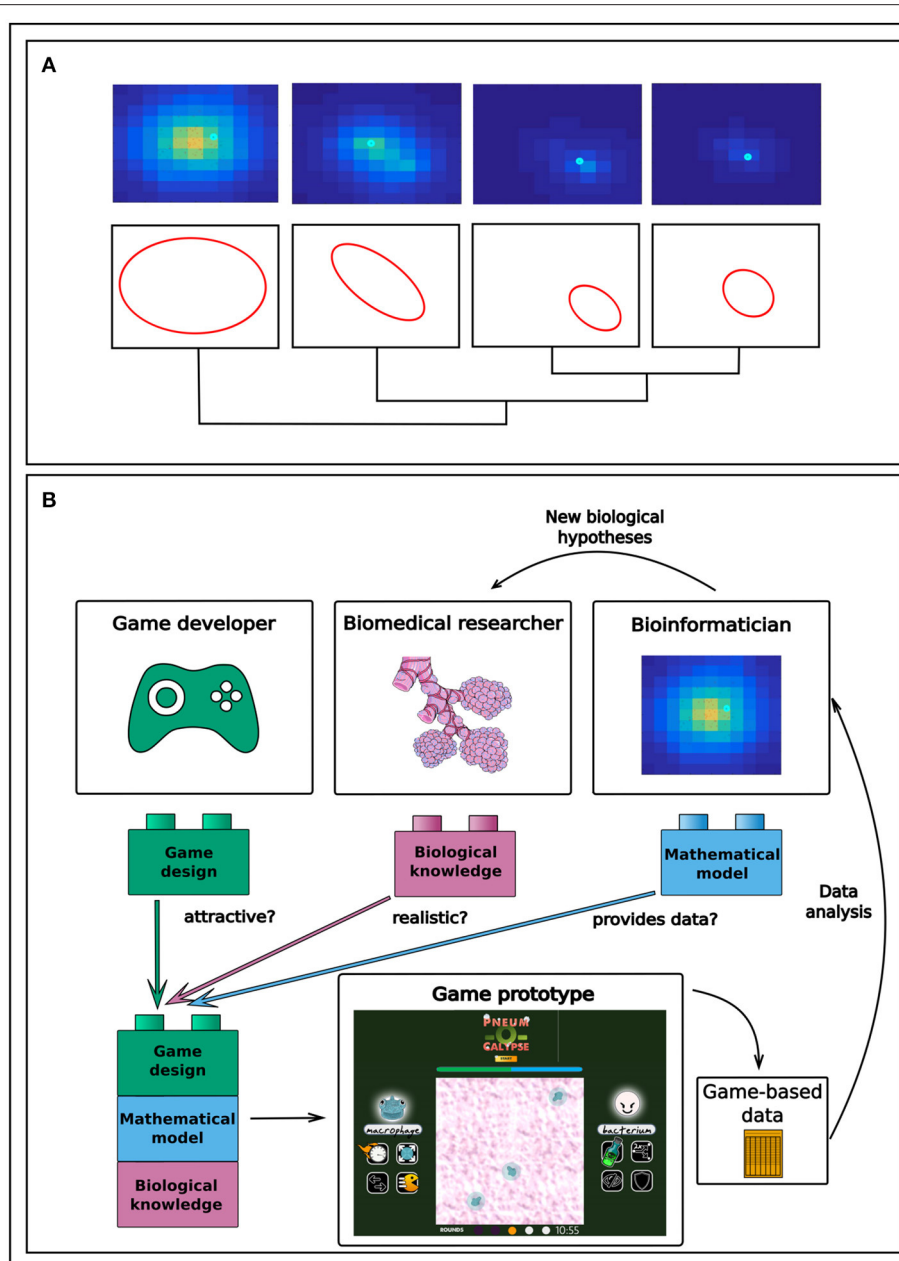 A
B
New biological
hypotheses
Game developer
Biomedical researcher
Bioinformatician
Game
design
Biological
knowledge
Mathematical
model
attractive?
realistic?
provides data?
Data
analysis
Game prototype
PNEUM
CALYPSE
START
Game
design
Mathematical
model
Biological
knowledge
macrophage
bacterium
2x
ROUNDS
10:55
Game-based
data